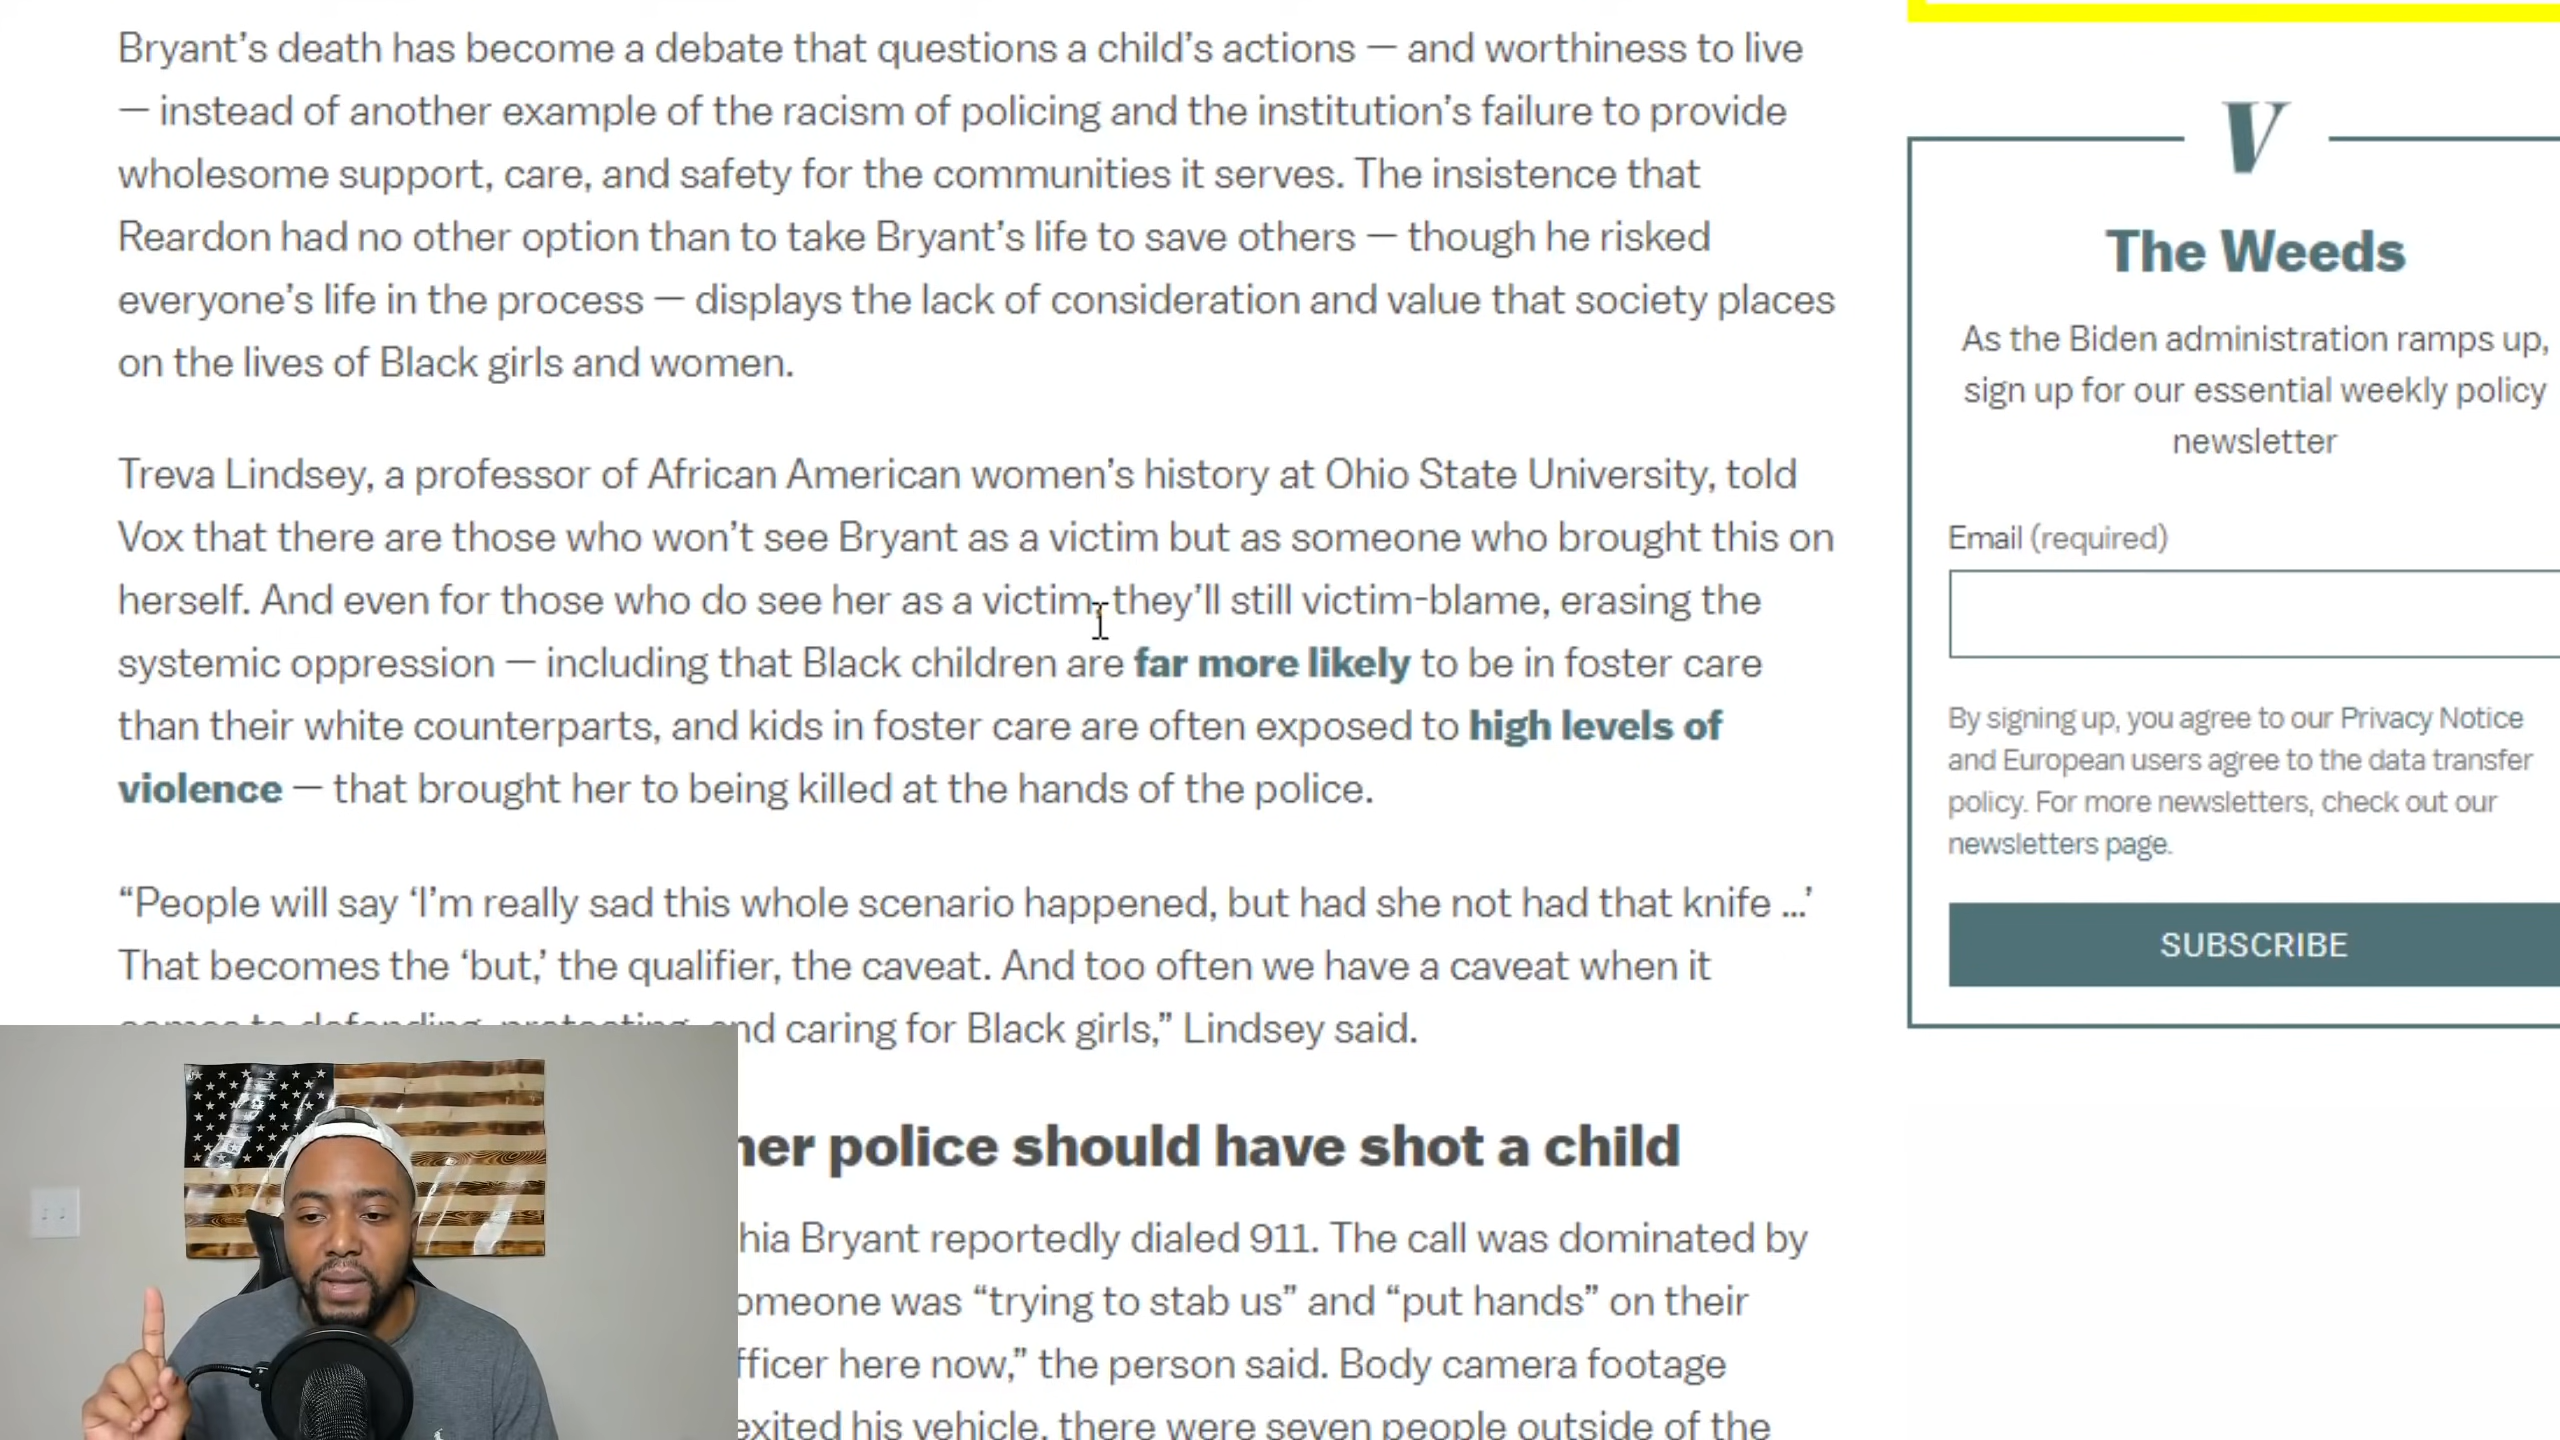 Bryant’s death has become a debate that questions a child’s actions — and worthiness to live
— instead of another example of the racism of policing and the institution’s failure to provide
wholesome support, care, and safety for the communities it serves. The insistence that
Reardon had no other option than to take Bryant’s life to save others — though he risked
everyone’s life in the process — displays the lack of consideration and value that society places
on the lives of Black girls and women.
Treva Lindsey, a professor of African American women’s history at Ohio State University, told
Vox that there are those who won’t see Bryant as a victim but as someone who brought this on
herself. And even for those who do see her as a victim, they’ll still victim-blame, erasing the
systemic oppression — including that Black children are far more likely to be in foster care
than their white counterparts, and kids in foster care are often exposed to high levels of
violence — that brought her to being killed at the hands of the police.
“People will say ‘I’m really sad this whole scenario happened, but had she not had that knife ...’
That becomes the ‘but,’ the qualifier, the caveat. And too often we have a caveat when it
comes to defending, protecting, and caring for Black girls,” Lindsey said.
her police should have shot a child
hia Bryant reportedly dialed 911. The call was dominated by
omeone was “trying to stab us” and “put hands” on their
fficer here now,” the person said. Body camera footage
exited his vehicle, there were seven people outside of the
V
The Weeds
As the Biden administration ramps up,
sign up for our essential weekly policy
newsletter
Email (required)
By signing up, you agree to our Privacy Notice
and European users agree to the data transfer
policy. For more newsletters, check out our
newsletters page.
SUBSCRIBE